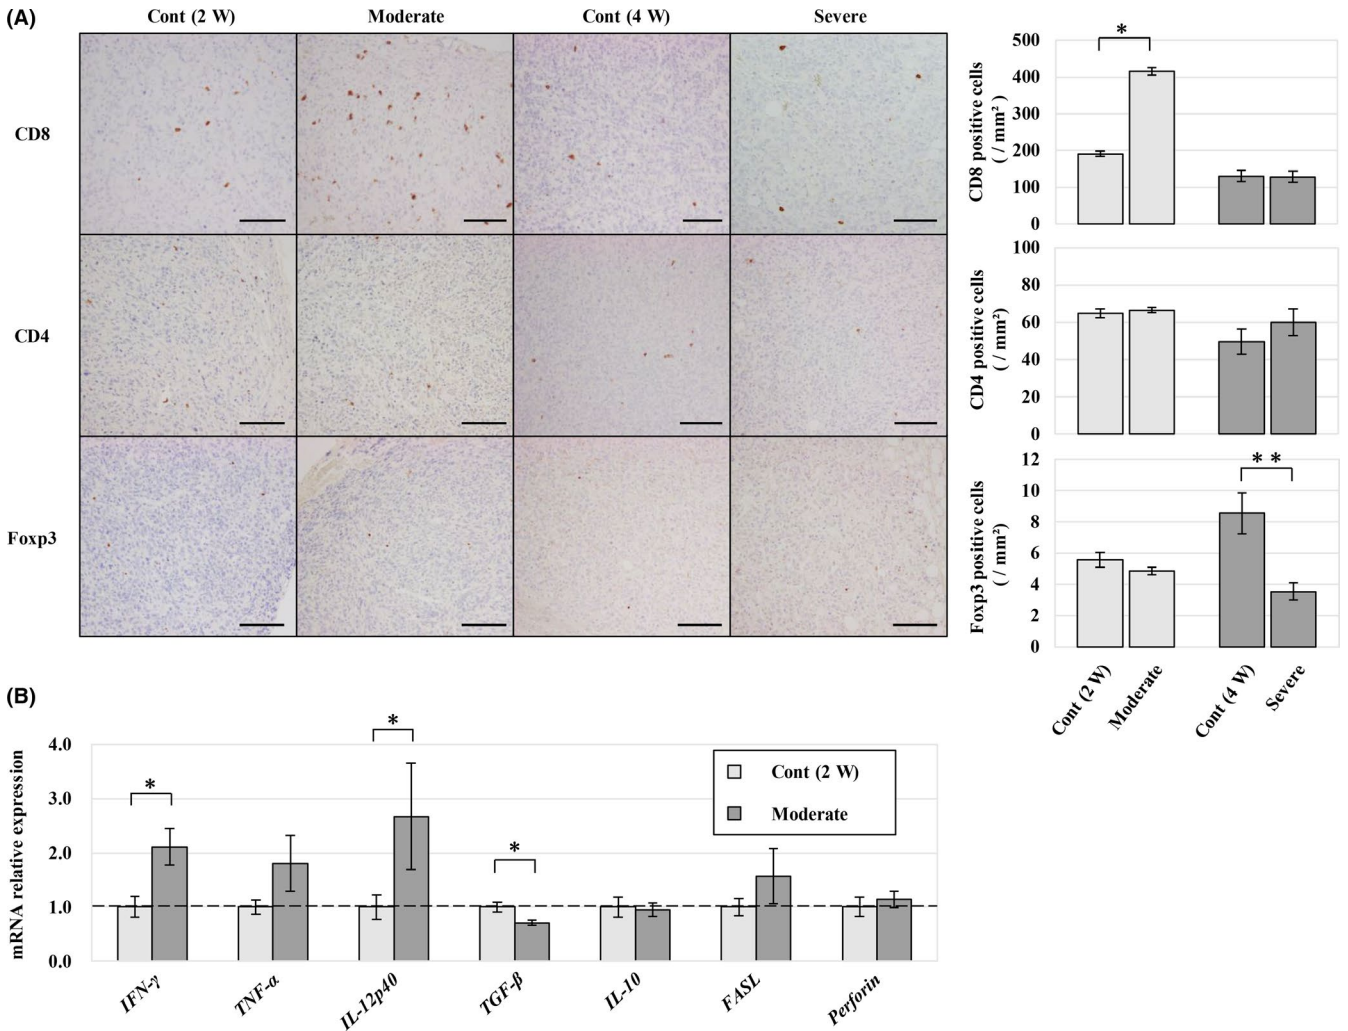 (A)
Cont (2 W) Moderate Cont (4 W) Severe
CD8
CD4
Foxp3
CD8 positive cells
( / mm² )
500
400
300
200
100
0
*
CD4 positive cells
( / mm²)
100
80
60
40
20
0
Foxp3 positive cells
( / mm²)
12
10
8
6
4
2
0
* *
Cont (2 W)
Moderate
Cont (4 W)
Severe
(B)
mRNA relative expression
4.0
3.0
2.0
1.0
0.0
*
*
*
Cont (2 W)
Moderate
IFN-γ
TNF-α
IL-12p40
TGF-β
IL-10
FASL
Perforin